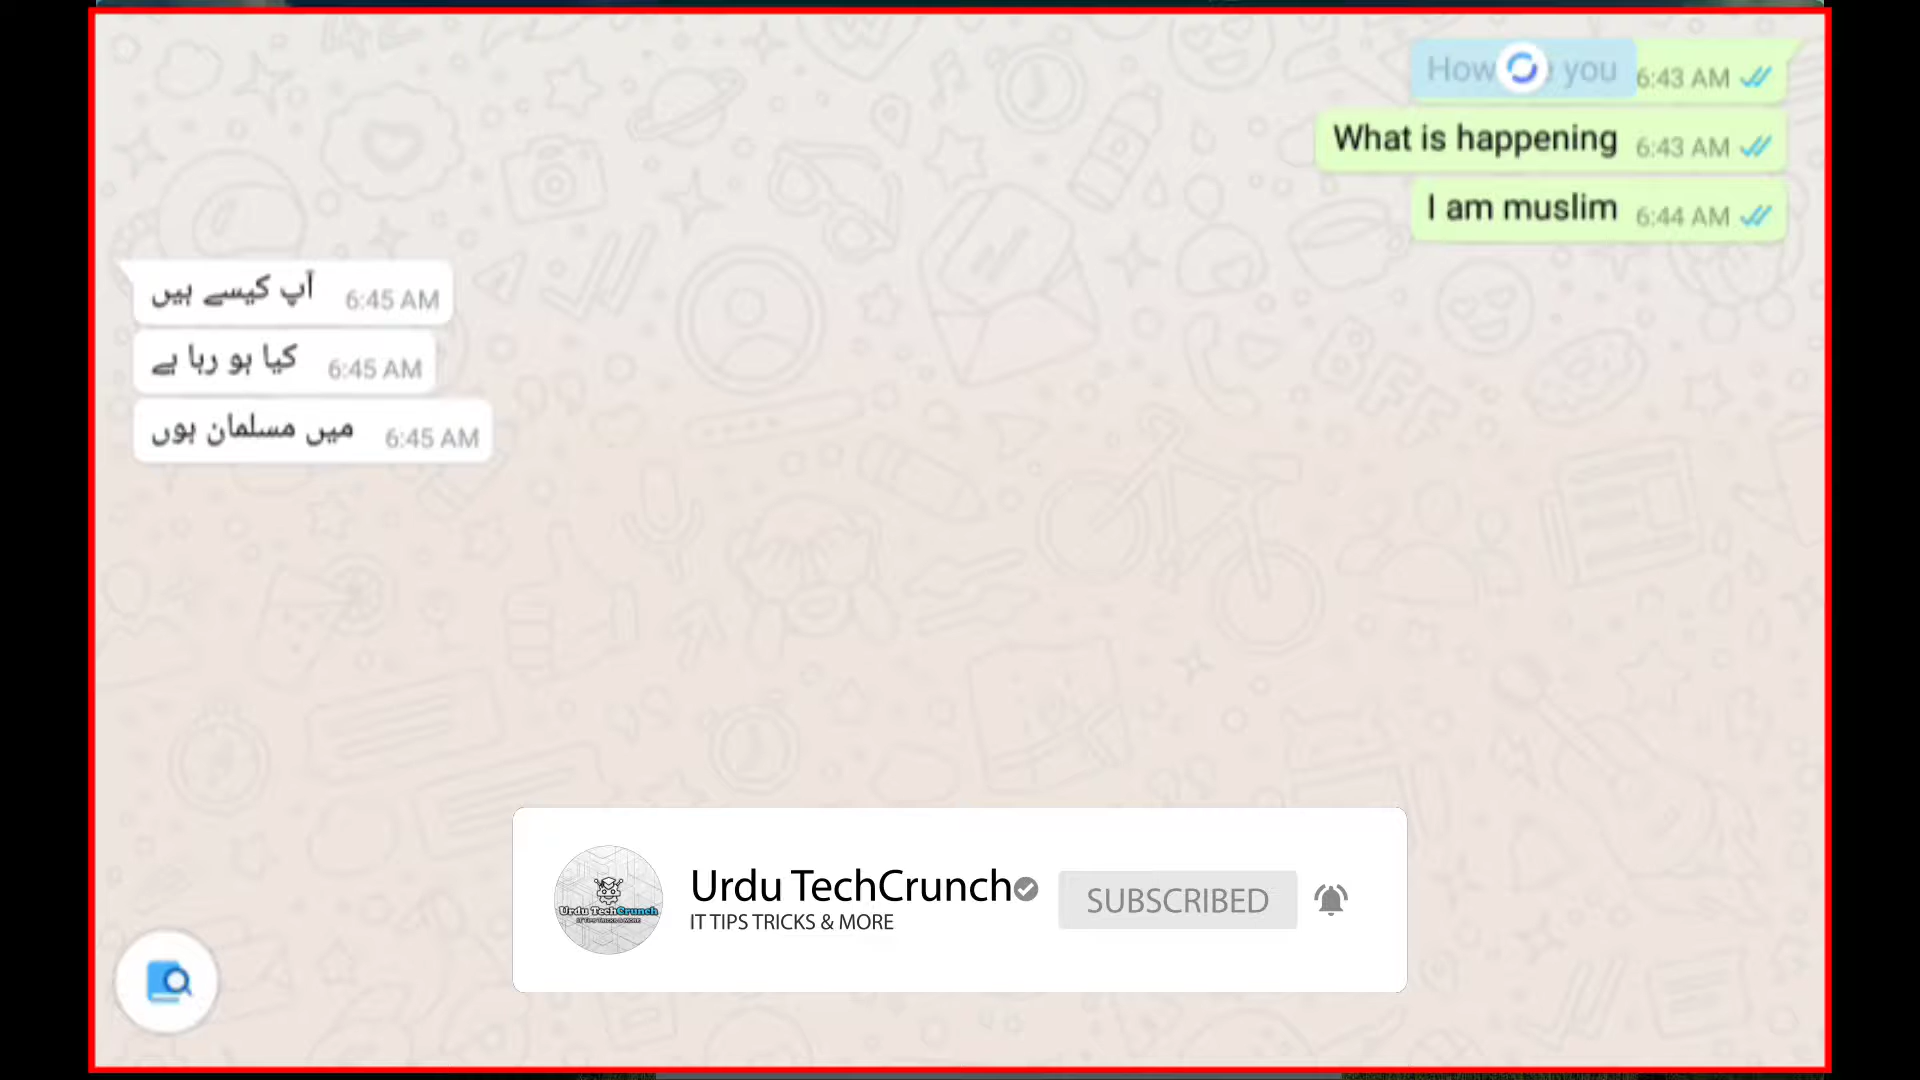 How you 6:43 AM
What is happening 6:43 AM
I am muslim 6:44 AM
آپ کیسے ہیں 6:45 AM
کیا ہو رہا ہے 6:45 AM
میں مسلمان ہوں 6:45 AM
Urdu TechCrunch
IT TIPS TRICKS & MORE
SUBSCRIBED
Urdu TechCrunch